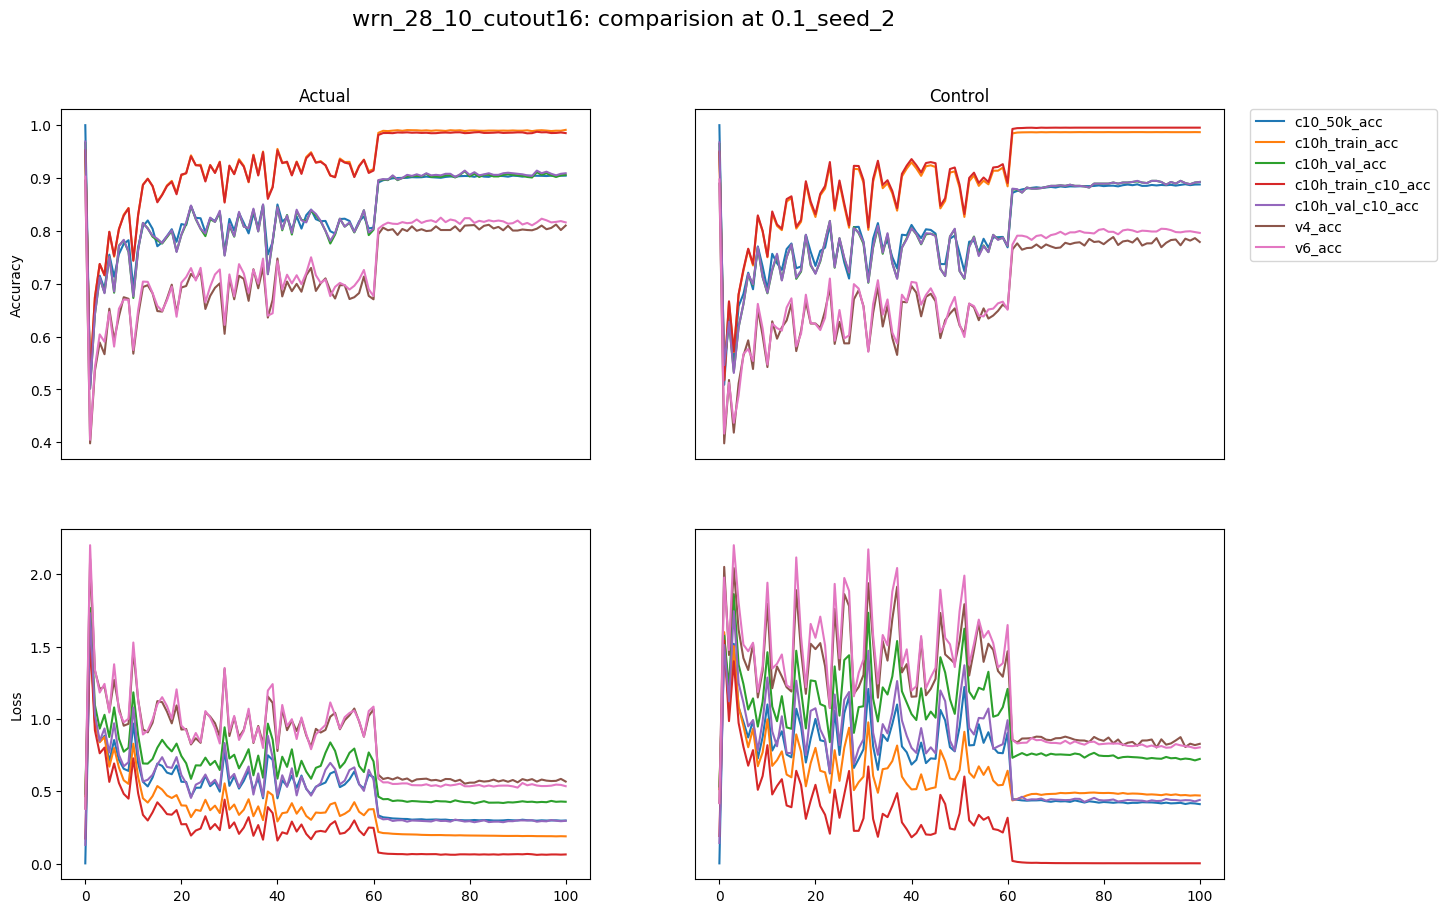 wrn_28_10_cutout16: comparision at 0.1_seed_2
Actual
Control
Accuracy
1.0
0.9
0.8
0.7
0.6
0.5
0.4
c10_50k_acc
c10h_train_acc
c10h_val_acc
c10h_train_c10_acc
c10h_val_c10_acc
v4_acc
v6_acc
Loss
2.0
1.5
1.0
0.5
0.0
0 20 40 60 80 100
0 20 40 60 80 100